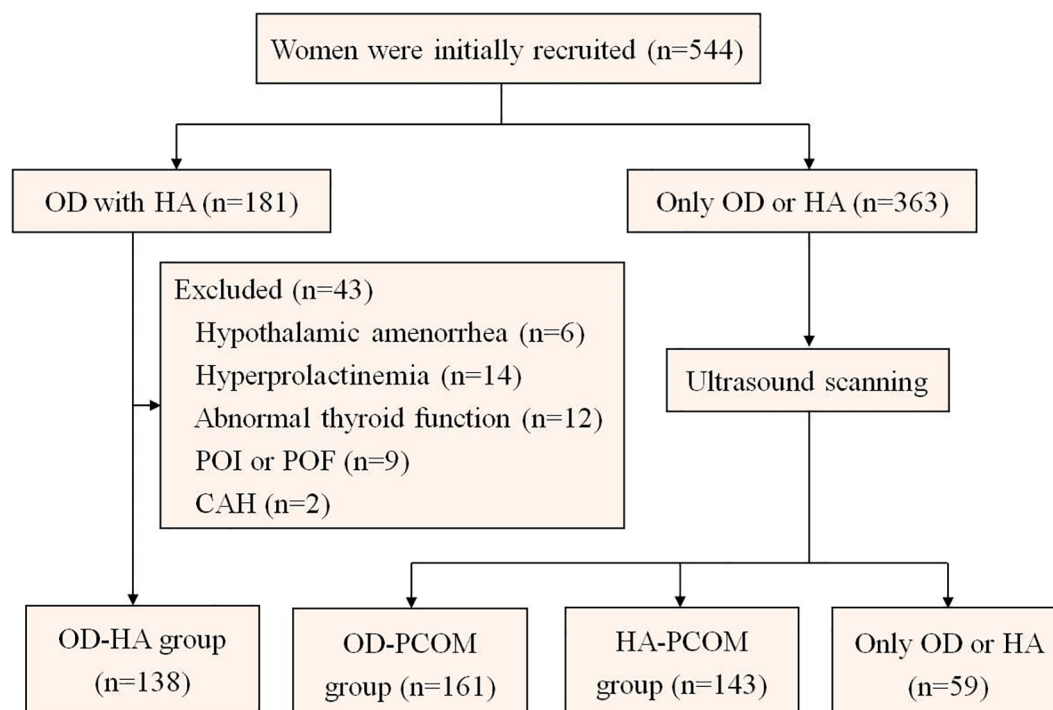 Women were initially recruited (n=544)
OD with HA (n=181)
Only OD or HA (n=363)
Excluded (n=43)
Hypothalamic amenorrhea (n=6)
Hyperprolactinemia (n=14)
Abnormal thyroid function (n=12)
POI or POF (n=9)
CAH (n=2)
Ultrasound scanning
OD-HA group
(n=138)
OD-PCOM
group (n=161)
HA-PCOM
group (n=143)
Only OD or HA
(n=59)